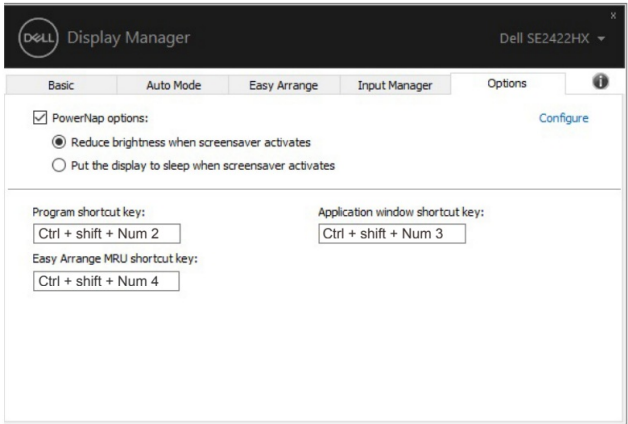 x
DELL Display Manager Dell SE2422HX
Basic Auto Mode Easy Arrange Input Manager Options i
PowerNap options: Configure
Reduce brightness when screensaver activates
Put the display to sleep when screensaver activates
Program shortcut key: Application window shortcut key:
Ctrl + shift + Num 2 Ctrl + shift + Num 3
Easy Arrange MRU shortcut key:
Ctrl + shift + Num 4